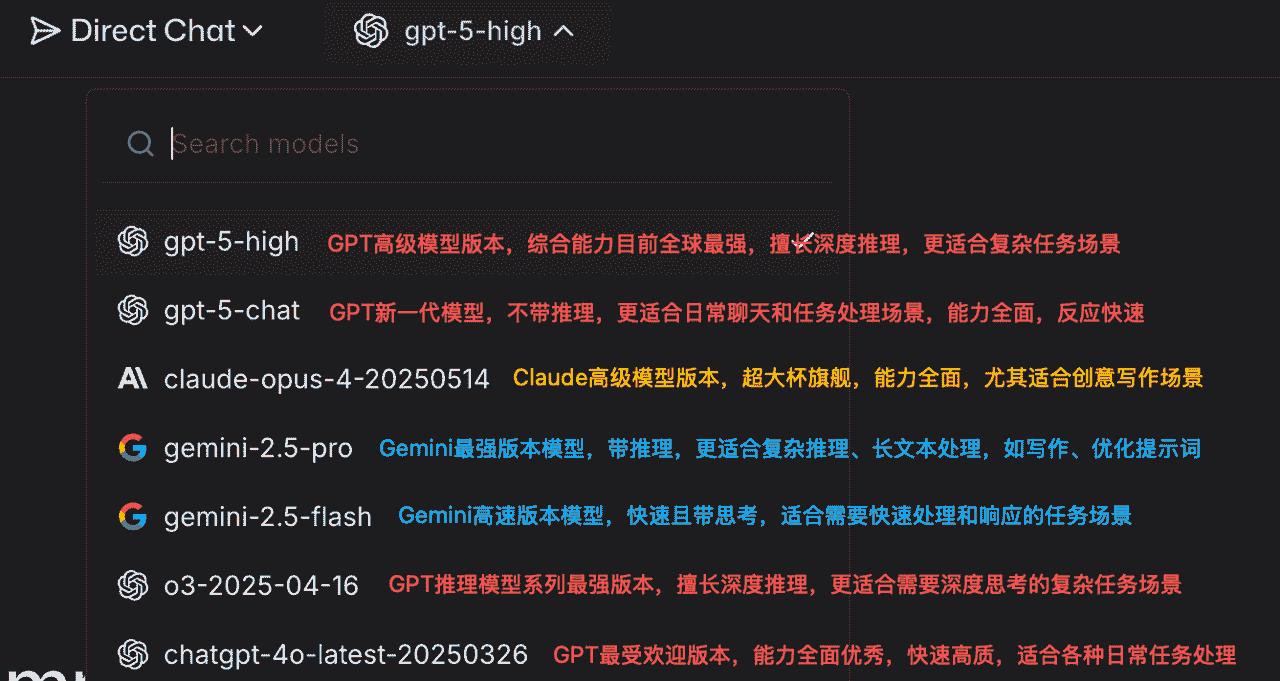 Direct Chat gpt-5-high
Search models
gpt-5-high GPT高级模型版本，综合能力目前全球最强，擅长深度推理，更适合复杂任务场景
gpt-5-chat GPT新一代模型，不带推理，更适合日常聊天和任务处理场景，能力全面，反应快速
claude-opus-4-20250514 Claude高级模型版本，超大杯旗舰，能力全面，尤其适合创意写作场景
gemini-2.5-pro Gemini最强版本模型，带推理，更适合复杂推理、长文本处理，如写作、优化提示词
gemini-2.5-flash Gemini高速版本模型，快速且带思考，适合需要快速处理和响应的任务场景
o3-2025-04-16 GPT推理模型系列最强版本，擅长深度推理，更适合需要深度思考的复杂任务场景
chatgpt-4o-latest-20250326 GPT最受欢迎版本，能力全面优秀，快速高质，适合各种日常任务处理